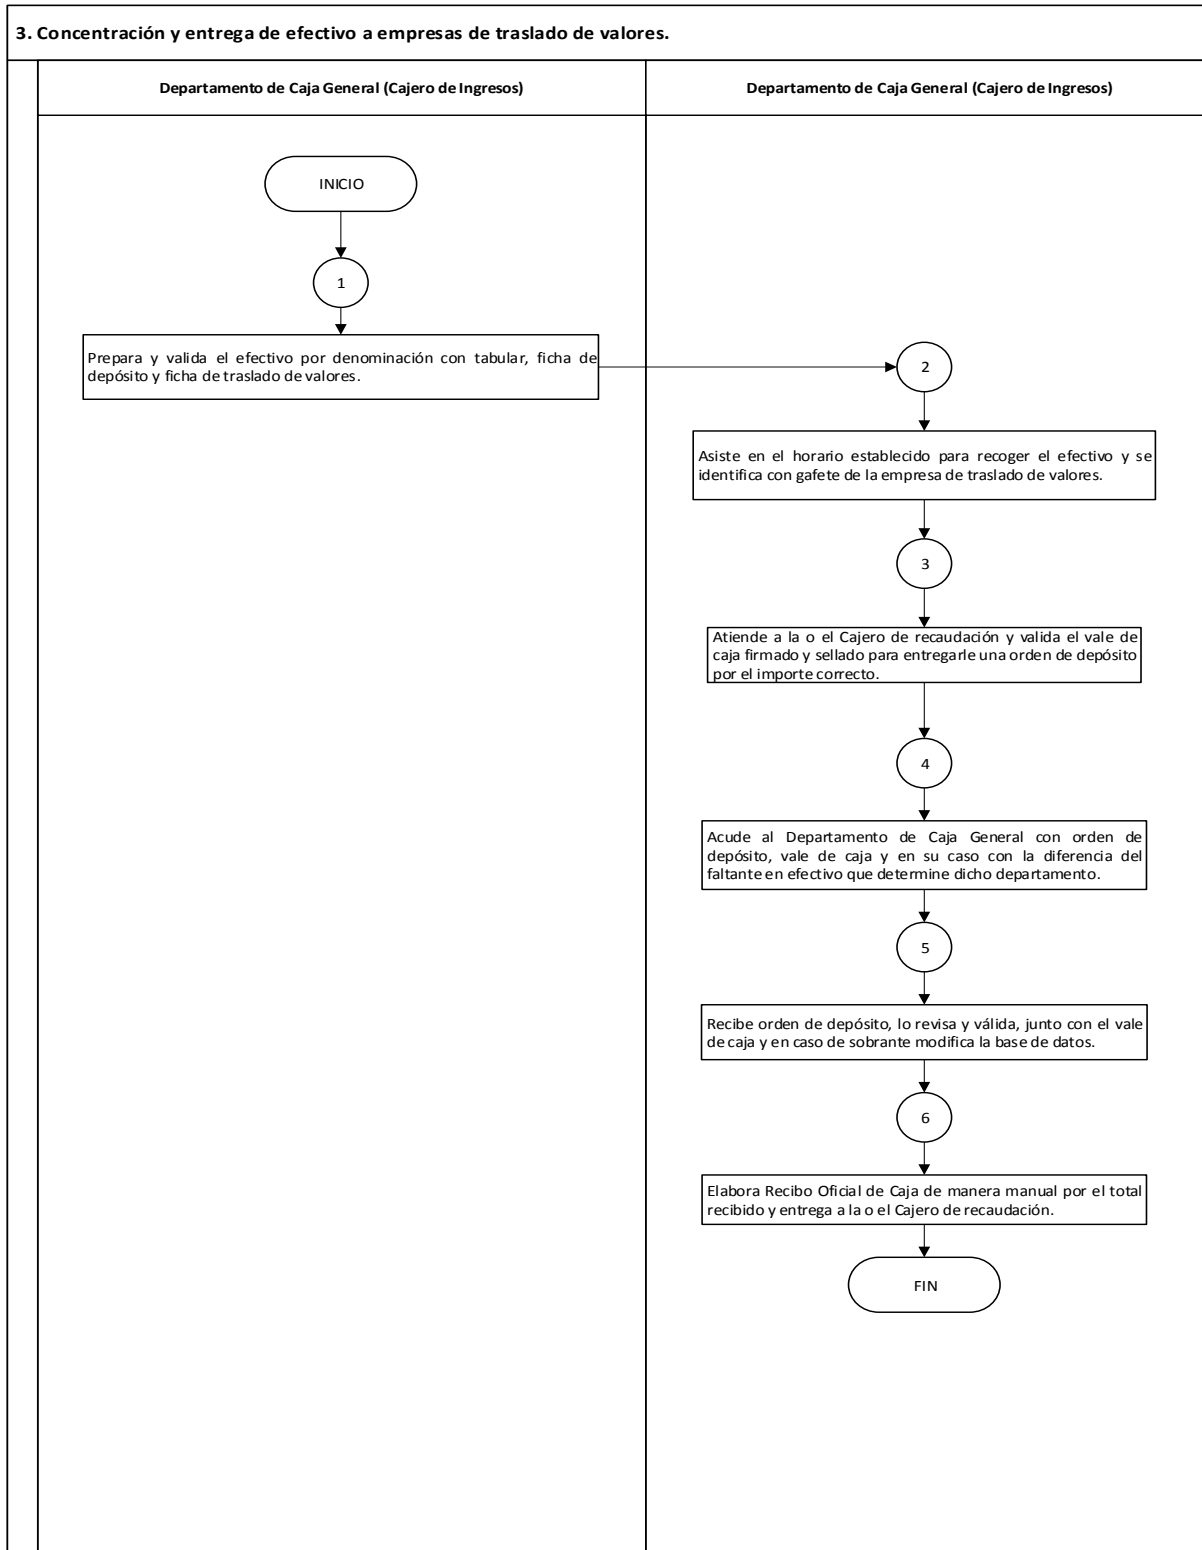 3. Concentración y entrega de efectivo a empresas de traslado de valores.
Departamento de Caja General (Cajero de Ingresos)
Departamento de Caja General (Cajero de Ingresos)
INICIO
1
Prepara y valida el efectivo por denominación con tabular, ficha de
depósito y ficha de traslado de valores.
2
Asiste en el horario establecido para recoger el efectivo y se
identifica con gafete de la empresa de traslado de valores.
3
Atiende a la o el Cajero de recaudación y valida el vale de
caja firmado y sellado para entregarle una orden de depósito
por el importe correcto.
4
Acude al Departamento de Caja General con orden de
depósito, vale de caja y en su caso con la diferencia del
faltante en efectivo que determine dicho departamento.
5
Recibe orden de depósito, lo revisa y válida, junto con el vale
de caja y en caso de sobrante modifica la base de datos.
6
Elabora Recibo Oficial de Caja de manera manual por el total
recibido y entrega a la o el Cajero de recaudación.
FIN